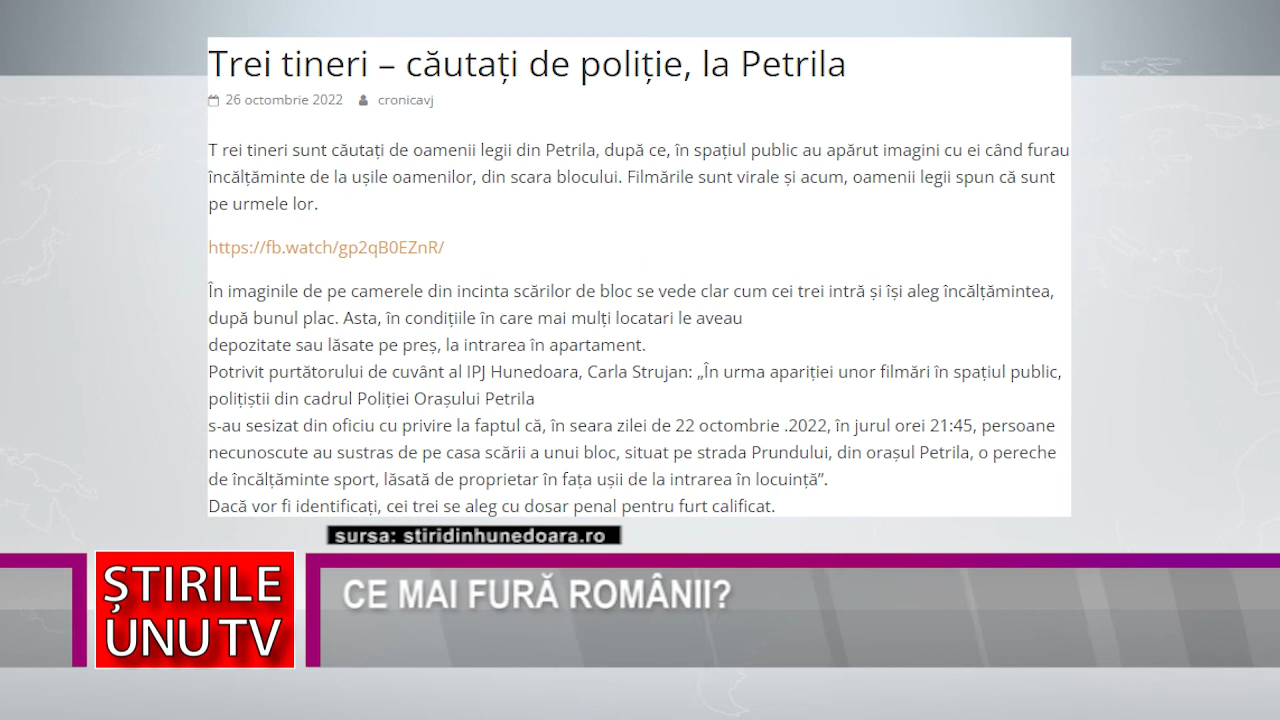 Trei tineri – căutați de poliție, la Petrila
26 octombrie 2022 cronicavj
T rei tineri sunt căutați de oamenii legii din Petrila, după ce, în spațiul public au apărut imagini cu ei când furau
încălțăminte de la ușile oamenilor, din scara blocului. Filmările sunt virale și acum, oamenii legii spun că sunt
pe urmele lor.
https://fb.watch/gp2qB0EZnR/
În imaginile de pe camerele din incinta scărilor de bloc se vede clar cum cei trei intră și își aleg încălțămintea,
după bunul plac. Asta, în condițiile în care mai mulți locatari le aveau
depozitate sau lăsate pe preș, la intrarea în apartament.
Potrivit purtătorului de cuvânt al IPJ Hunedoara, Carla Strujan: „În urma apariției unor filmări în spațiul public,
polițiștii din cadrul Poliției Orașului Petrila
s-au sesizat din oficiu cu privire la faptul că, în seara zilei de 22 octombrie .2022, în jurul orei 21:45, persoane
necunoscute au sustras de pe casa scării a unui bloc, situat pe strada Prundului, din orașul Petrila, o pereche
de încălțăminte sport, lăsată de proprietar în fața ușii de la intrarea în locuință”.
Dacă vor fi identificați, cei trei se aleg cu dosar penal pentru furt calificat.
sursa: stiridinhunedoara.ro
ȘTIRILE
UNU TV
CE MAI FURĂ ROMÂNII?